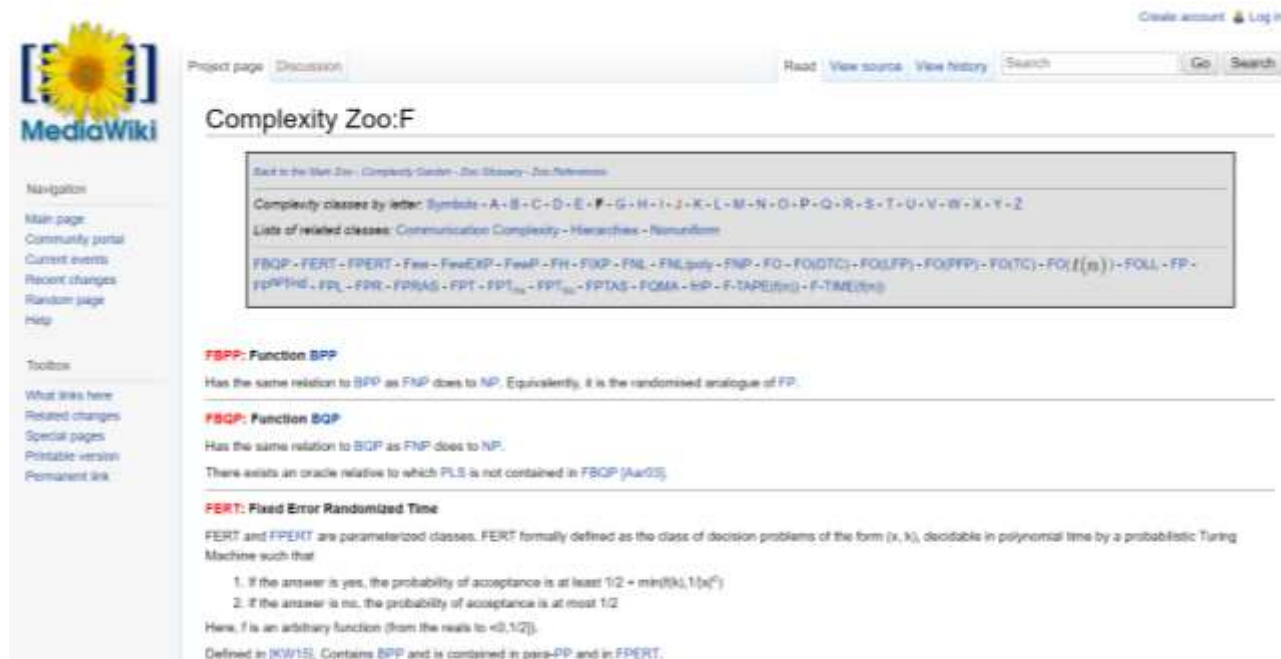 Create account Log in
Project page Discussion Read View source View history Search Go Search
MediaWiki
Complexity Zoo:F
Back to the Main Zoo - Complexity Garden - Zoo Glossary - Zoo References
Complexity classes by letter: Symbols - A - B - C - D - E - F - G - H - I - J - K - L - M - N - O - P - Q - R - S - T - U - V - W - X - Y - Z
Lists of related classes: Communication Complexity - Hierarchies - Nonuniform
FBQP - FERT - FPERT - Few - FewEXP - FewP - FH - FIXP - FNL - FNL/poly - FNP - FO - FO(DTC) - FO(LFP) - FO(PFP) - FO(TC) - FO(t(n)) - FOLL - FP -
FPNP[log] - FPL - FPR - FPRAS - FPT - FPTnu - FPTsu - FPTAS - FQMA - frIP - F-TAPE(f(n)) - F-TIME(f(n))
Navigation
Main page
Community portal
Current events
Recent changes
Random page
Help
Toolbox
What links here
Related changes
Special pages
Printable version
Permanent link
FBPP: Function BPP
Has the same relation to BPP as FNP does to NP. Equivalently, it is the randomised analogue of FP.
FBQP: Function BQP
Has the same relation to BQP as FNP does to NP.
There exists an oracle relative to which PLS is not contained in FBQP [Aar03].
FERT: Fixed Error Randomized Time
FERT and FPERT are parameterized classes. FERT formally defined as the class of decision problems of the form (x, k), decidable in polynomial time by a probabilistic Turing
Machine such that
1. If the answer is yes, the probability of acceptance is at least 1/2 + min(f(k),1/|x|^c)
2. If the answer is no, the probability of acceptance is at most 1/2
Here, f is an arbitrary function (from the reals to <0,1/2]).
Defined in [KW15]. Contains BPP and is contained in para-PP and in FPERT.